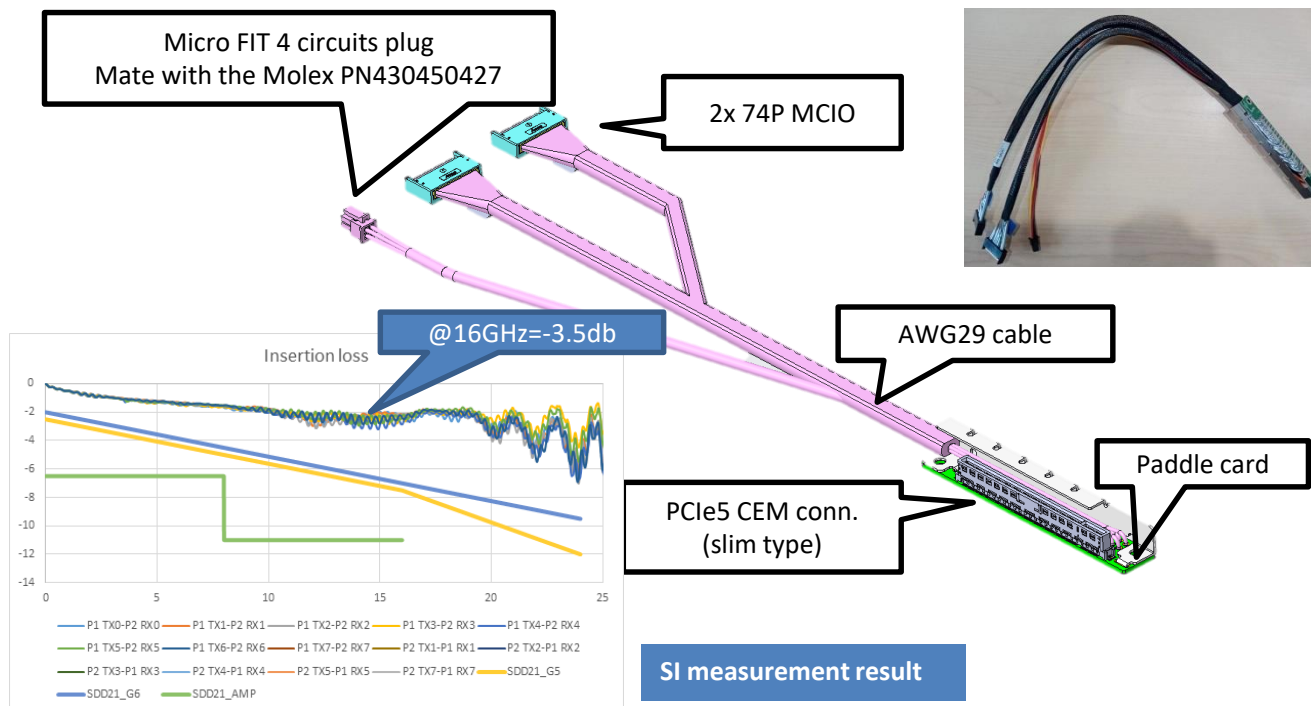 Micro FIT 4 circuits plug
Mate with the Molex PN430450427
2x 74P MCIO
@16GHz=-3.5db
AWG29 cable
Paddle card
PCIe5 CEM conn.
(slim type)
Insertion loss
0
-2
-4
-6
-8
-10
-12
-14
0 5 10 15 20 25
P1 TX0-P2 RX0 P1 TX1-P2 RX1 P1 TX2-P2 RX2 P1 TX3-P2 RX3 P1 TX4-P2 RX4
P1 TX5-P2 RX5 P1 TX6-P2 RX6 P1 TX7-P2 RX7 P2 TX1-P1 RX1 P2 TX2-P1 RX2
P2 TX3-P1 RX3 P2 TX4-P1 RX4 P2 TX5-P1 RX5 P2 TX7-P1 RX7 SDD21_G5
SDD21_G6 SDD21_AMP
SI measurement result